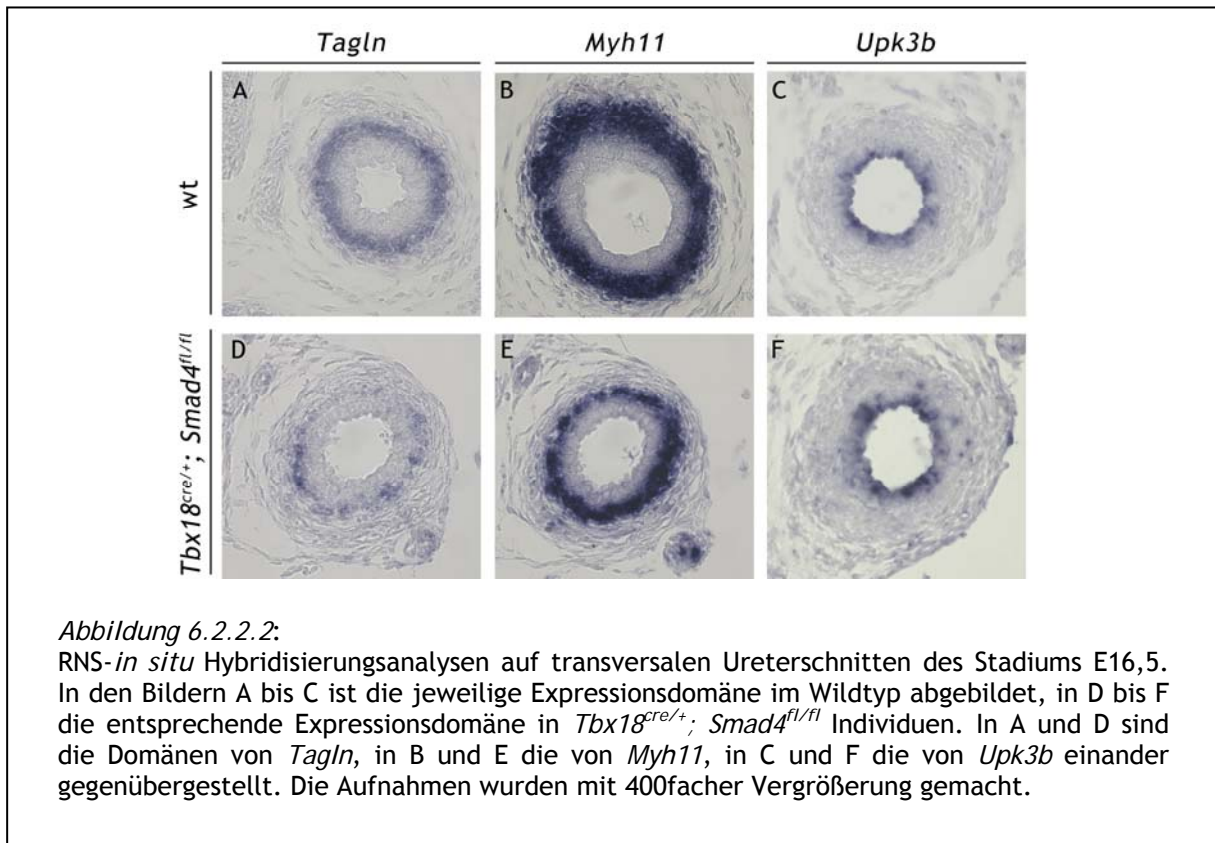 Tagln Myh11 Upk3b
wt
A B C
Tbx18cre/+; Smad4fl/fl
D E F
Abbildung 6.2.2.2:
RNS-in situ Hybridisierungsanalysen auf transversalen Ureterschnitten des Stadiums E16,5.
In den Bildern A bis C ist die jeweilige Expressionsdomäne im Wildtyp abgebildet, in D bis F
die entsprechende Expressionsdomäne in Tbx18cre/+; Smad4fl/fl Individuen. In A und D sind
die Domänen von Tagln, in B und E die von Myh11, in C und F die von Upk3b einander
gegenübergestellt. Die Aufnahmen wurden mit 400facher Vergrößerung gemacht.